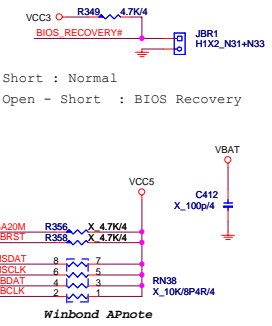 R349 4.7K/4
VCC3
BIOS_RECOVERY#
JBR1
H1X2_N31+N33
Short : Normal
Open - Short : BIOS Recovery
VBAT
VCC5
C412
X_100p/4
A20M R356 X_4.7K/4
BRST R358 X_4.7K/4
MSDAT 8 7
MSCLK 6 5
BDAT 4 3
BCLK 2 1
RN38
X_10K/8P4R/4
Winbond APnote